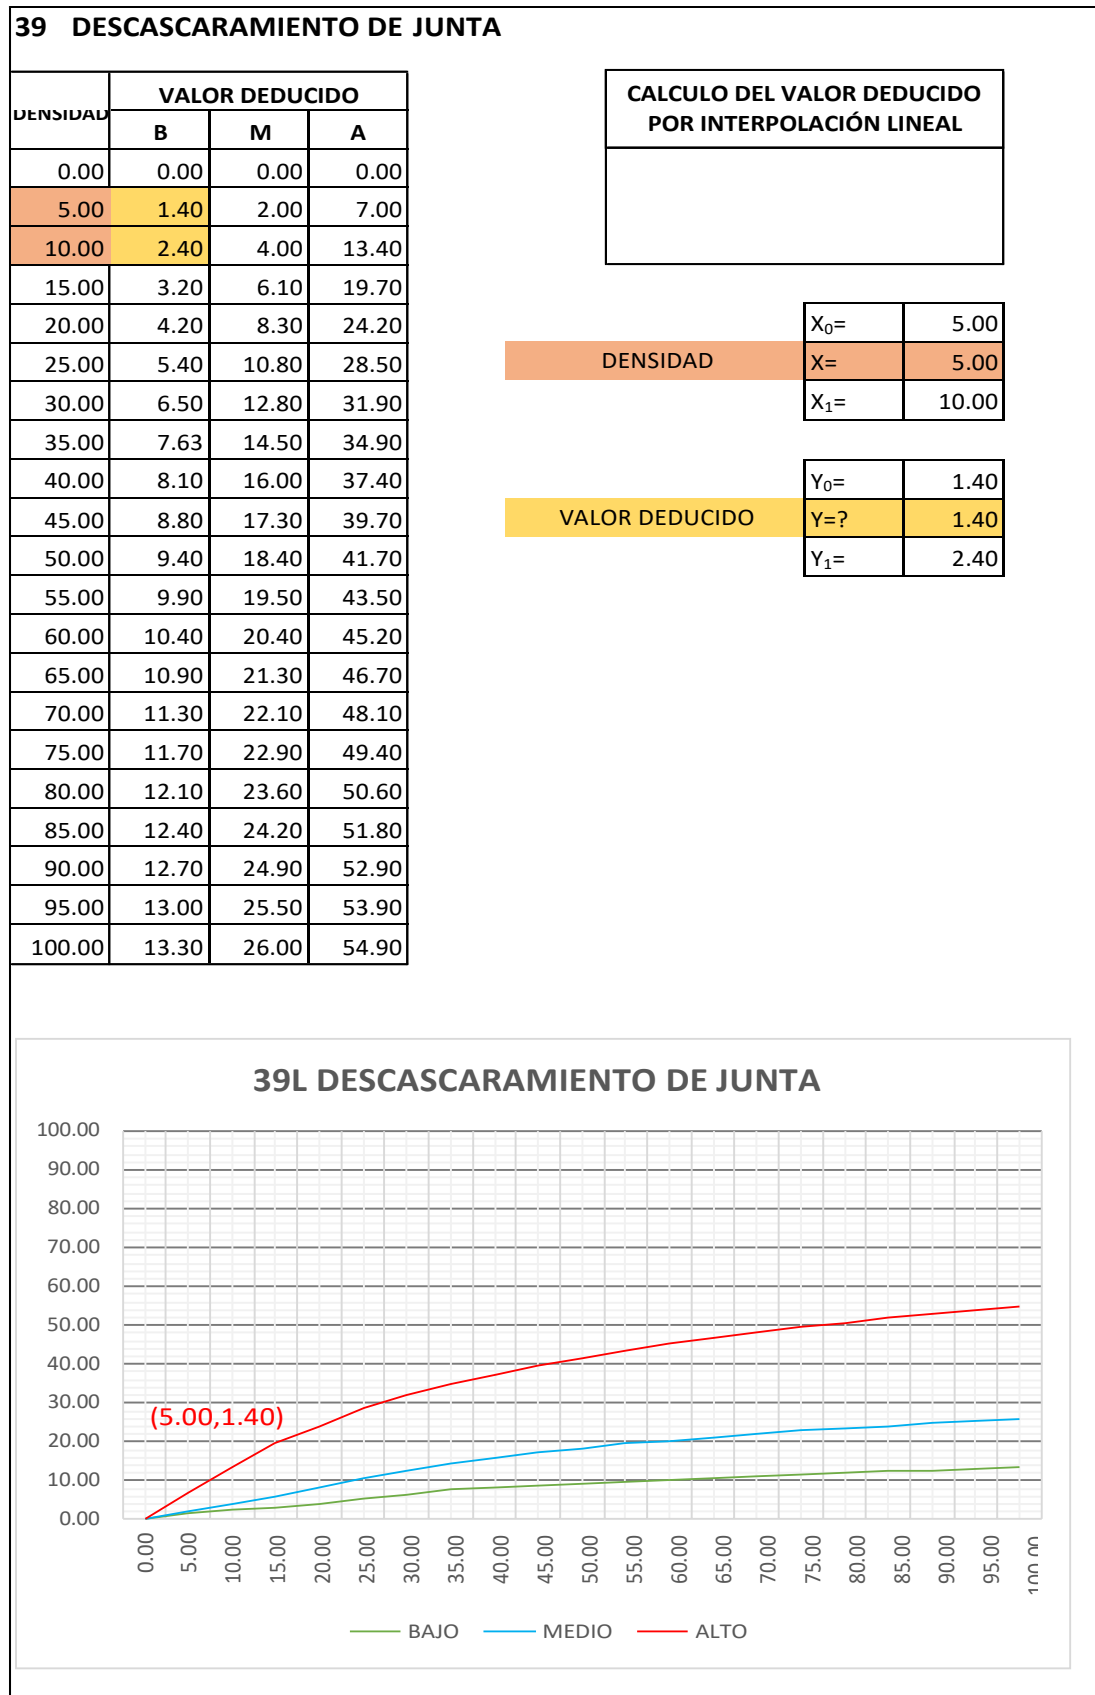 39 DESCASCARAMIENTO DE JUNTA
DENSIDAD VALOR DEDUCIDO
B M A
0.00 0.00 0.00 0.00
5.00 1.40 2.00 7.00
10.00 2.40 4.00 13.40
15.00 3.20 6.10 19.70
20.00 4.20 8.30 24.20
25.00 5.40 10.80 28.50
30.00 6.50 12.80 31.90
35.00 7.63 14.50 34.90
40.00 8.10 16.00 37.40
45.00 8.80 17.30 39.70
50.00 9.40 18.40 41.70
55.00 9.90 19.50 43.50
60.00 10.40 20.40 45.20
65.00 10.90 21.30 46.70
70.00 11.30 22.10 48.10
75.00 11.70 22.90 49.40
80.00 12.10 23.60 50.60
85.00 12.40 24.20 51.80
90.00 12.70 24.90 52.90
95.00 13.00 25.50 53.90
100.00 13.30 26.00 54.90
CALCULO DEL VALOR DEDUCIDO
POR INTERPOLACIÓN LINEAL
X₀= 5.00
DENSIDAD X= 5.00
X₁= 10.00
Y₀= 1.40
VALOR DEDUCIDO Y=? 1.40
Y₁= 2.40
39L DESCASCARAMIENTO DE JUNTA
100.00
90.00
80.00
70.00
60.00
50.00
40.00
30.00
20.00
10.00
0.00
(5.00,1.40)
0.00 5.00 10.00 15.00 20.00 25.00 30.00 35.00 40.00 45.00 50.00 55.00 60.00 65.00 70.00 75.00 80.00 85.00 90.00 95.00 100.00
BAJO MEDIO ALTO